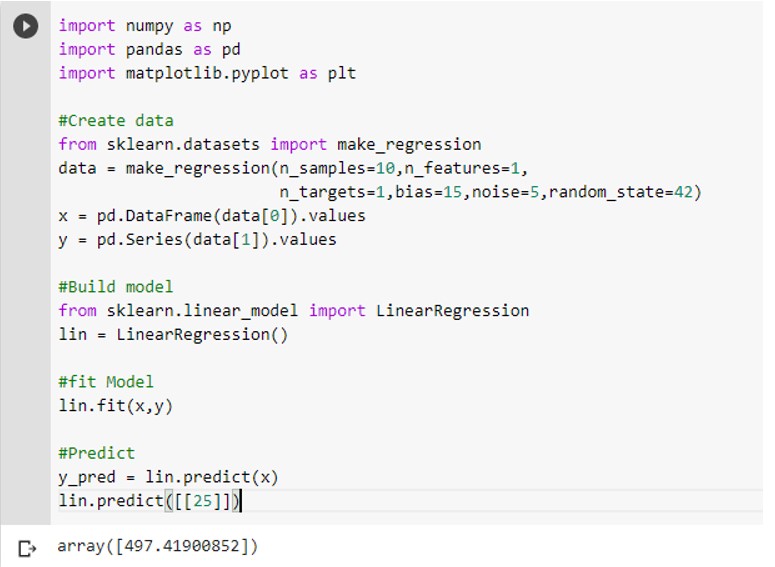 import numpy as np
import pandas as pd
import matplotlib.pyplot as plt

#Create data
from sklearn.datasets import make_regression
data = make_regression(n_samples=10,n_features=1,
                       n_targets=1,bias=15,noise=5,random_state=42)
x = pd.DataFrame(data[0]).values
y = pd.Series(data[1]).values

#Build model
from sklearn.linear_model import LinearRegression
lin = LinearRegression()

#fit Model
lin.fit(x,y)

#Predict
y_pred = lin.predict(x)
lin.predict([[25]])
array([497.41900852])